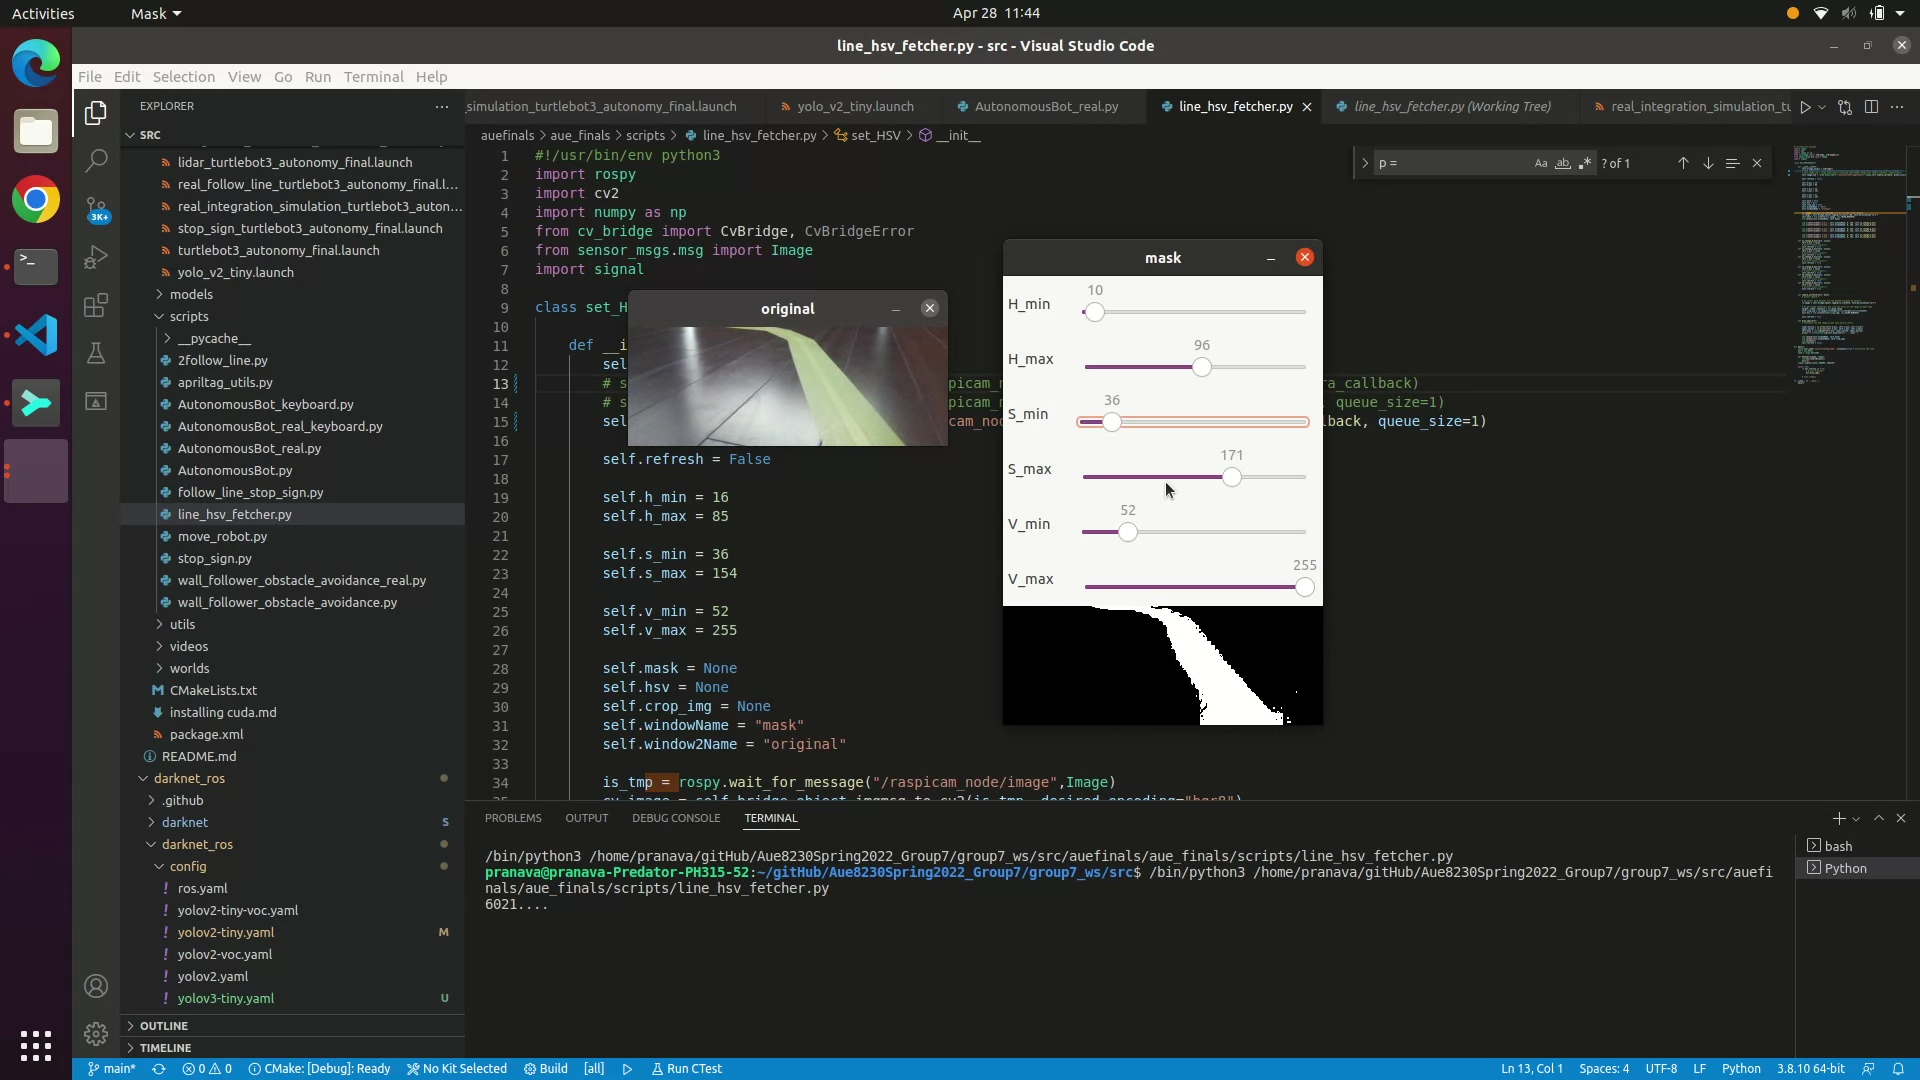 Activities
Mask
Apr 28 11:44
line_hsv_fetcher.py - src - Visual Studio Code
File Edit Selection View Go Run Terminal Help
EXPLORER
SRC
lidar_turtlebot3_autonomy_final.launch
real_follow_line_turtlebot3_autonomy_final.l...
real_integration_simulation_turtlebot3_auton...
stop_sign_turtlebot3_autonomy_final.launch
turtlebot3_autonomy_final.launch
yolo_v2_tiny.launch
models
scripts
__pycache__
2follow_line.py
apriltag_utils.py
AutonomousBot_keyboard.py
AutonomousBot_real_keyboard.py
AutonomousBot_real.py
AutonomousBot.py
follow_line_stop_sign.py
line_hsv_fetcher.py
move_robot.py
stop_sign.py
wall_follower_obstacle_avoidance_real.py
wall_follower_obstacle_avoidance.py
utils
videos
worlds
CMakeLists.txt
installing cuda.md
package.xml
README.md
darknet_ros
.github
darknet S
darknet_ros
config
ros.yaml
yolov2-tiny-voc.yaml
yolov2-tiny.yaml M
yolov2-voc.yaml
yolov2.yaml
yolov3-tiny.yaml U
OUTLINE
TIMELINE
3K+
_simulation_turtlebot3_autonomy_final.launch
yolo_v2_tiny.launch
AutonomousBot_real.py
line_hsv_fetcher.py
line_hsv_fetcher.py (Working Tree)
real_integration_simulation_tu
auefinals > aue_finals > scripts > line_hsv_fetcher.py > set_HSV > __init__
p = Aa ab ? of 1
1 #!/usr/bin/env python3
2 import rospy
3 import cv2
4 import numpy as np
5 from cv_bridge import CvBridge, CvBridgeError
6 from sensor_msgs.msg import Image
7 import signal
8
9 class set_H
10
11 def __i
12 sel
13 # s picam_n ra_callback)
14 # s picam_n queue_size=1)
15 sel cam_nod lback, queue_size=1)
16
17 self.refresh = False
18
19 self.h_min = 16
20 self.h_max = 85
21
22 self.s_min = 36
23 self.s_max = 154
24
25 self.v_min = 52
26 self.v_max = 255
27
28 self.mask = None
29 self.hsv = None
30 self.crop_img = None
31 self.windowName = "mask"
32 self.window2Name = "original"
33
34 is_tmp = rospy.wait_for_message("/raspicam_node/image",Image)
original
mask
H_min 10
H_max 96
S_min 36
S_max 171
V_min 52
V_max 255
PROBLEMS OUTPUT DEBUG CONSOLE TERMINAL
/bin/python3 /home/pranava/gitHub/Aue8230Spring2022_Group7/group7_ws/src/auefinals/aue_finals/scripts/line_hsv_fetcher.py
pranava@pranava-Predator-PH315-52:~/gitHub/Aue8230Spring2022_Group7/group7_ws/src$ /bin/python3 /home/pranava/gitHub/Aue8230Spring2022_Group7/group7_ws/src/auefi
nals/aue_finals/scripts/line_hsv_fetcher.py
6021....
bash
Python
main* 0 0 CMake: [Debug]: Ready No Kit Selected Build [all] Run CTest Ln 13, Col 1 Spaces: 4 UTF-8 LF Python 3.8.10 64-bit